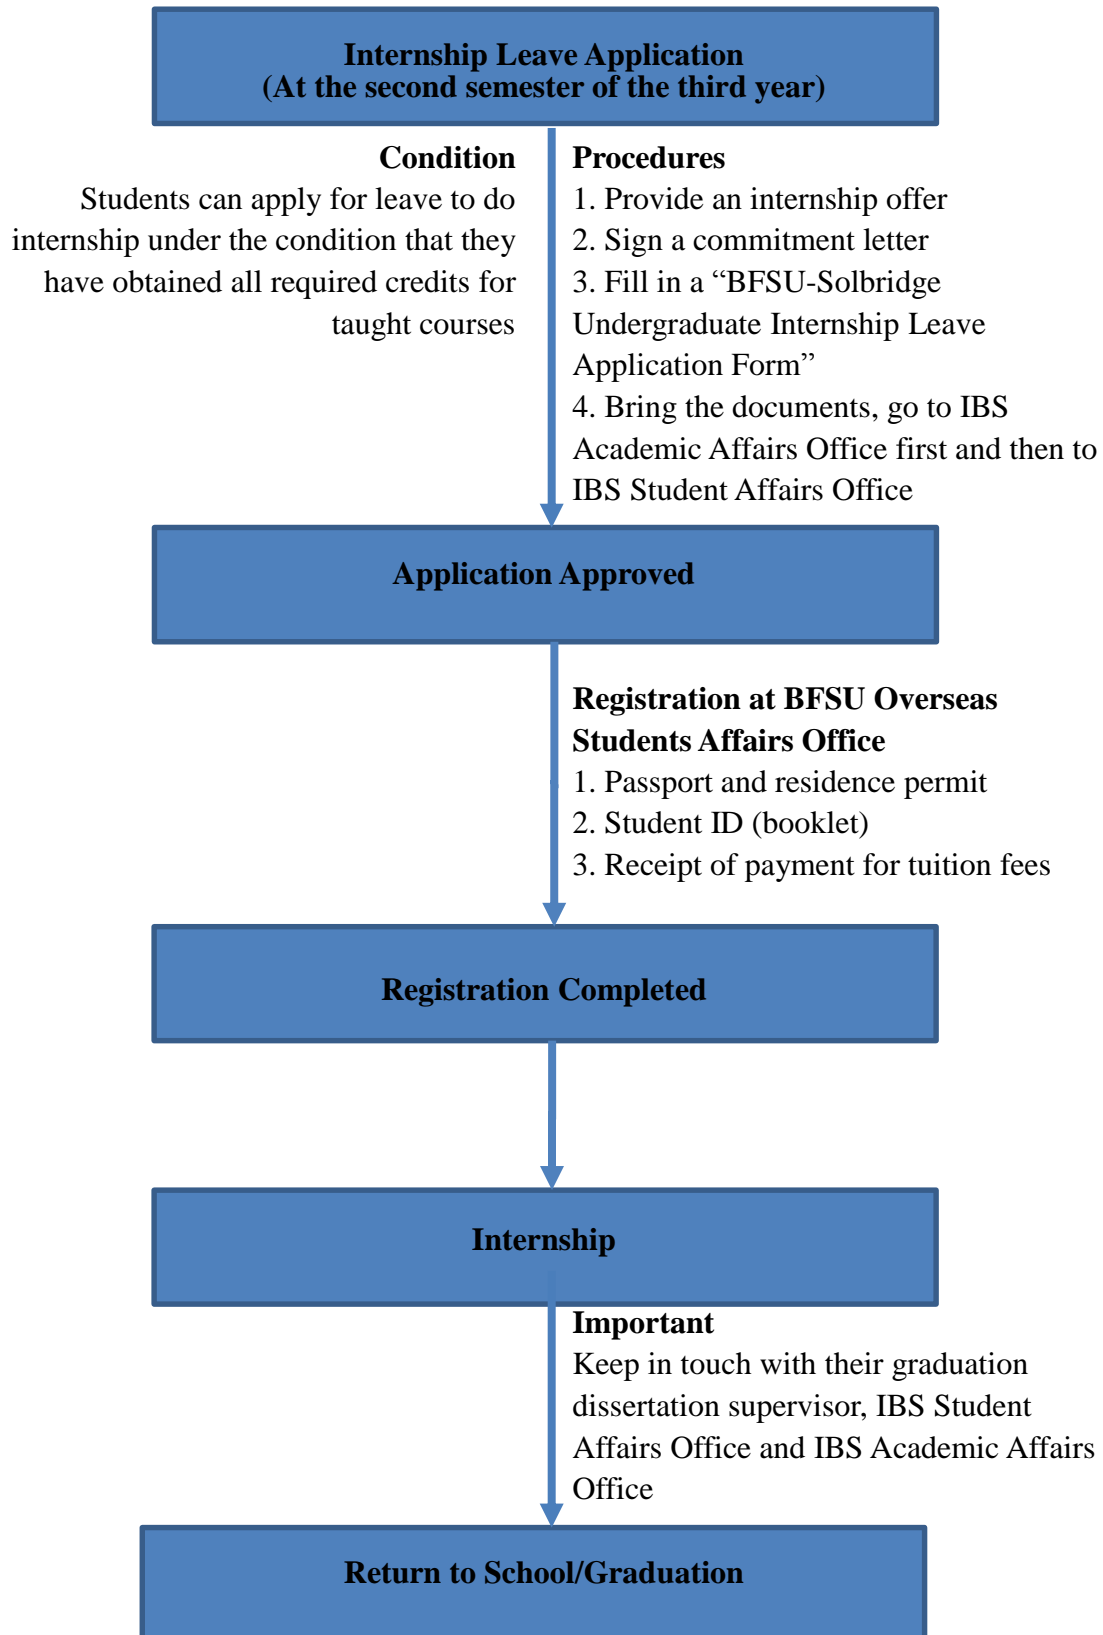 Internship Leave Application
(At the second semester of the third year)
Condition
Students can apply for leave to do
internship under the condition that they
have obtained all required credits for
taught courses
Procedures
1. Provide an internship offer
2. Sign a commitment letter
3. Fill in a “BFSU-Solbridge
Undergraduate Internship Leave
Application Form”
4. Bring the documents, go to IBS
Academic Affairs Office first and then to
IBS Student Affairs Office
Application Approved
Registration at BFSU Overseas
Students Affairs Office
1. Passport and residence permit
2. Student ID (booklet)
3. Receipt of payment for tuition fees
Registration Completed
Internship
Important
Keep in touch with their graduation
dissertation supervisor, IBS Student
Affairs Office and IBS Academic Affairs
Office
Return to School/Graduation